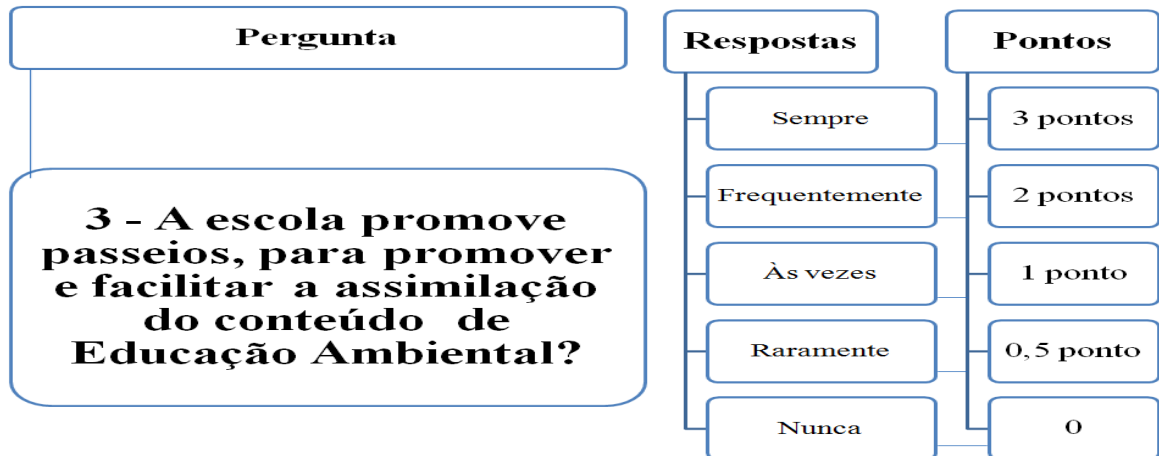 Pergunta
3 - A escola promove
passeios, para promover
e facilitar a assimilação
do conteúdo de
Educação Ambiental?
Respostas
Sempre
Frequentemente
Às vezes
Raramente
Nunca
Pontos
3 pontos
2 pontos
1 ponto
0,5 ponto
0